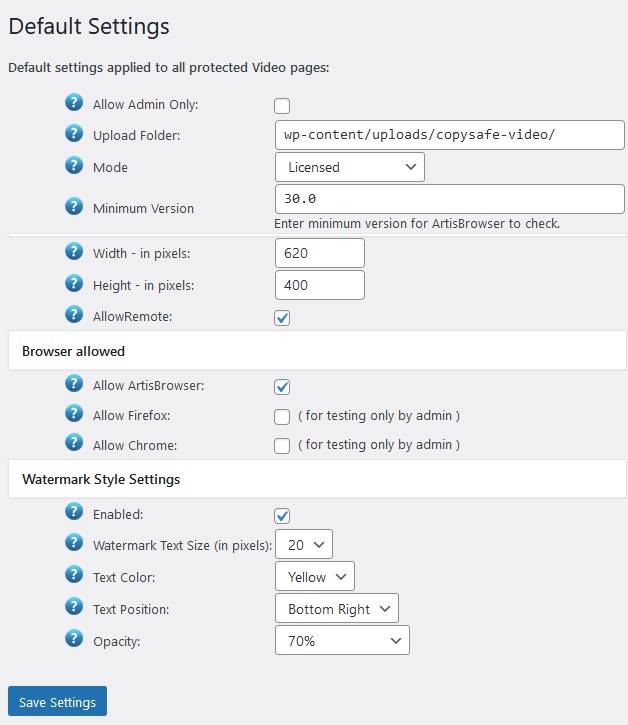 Default Settings
Default settings applied to all protected Video pages:
? Allow Admin Only:
? Upload Folder: wp-content/uploads/copysafe-video/
? Mode Licensed
? Minimum Version 30.0
Enter minimum version for ArtisBrowser to check.
? Width - in pixels: 620
? Height - in pixels: 400
? AllowRemote:
Browser allowed
? Allow ArtisBrowser:
? Allow Firefox: ( for testing only by admin )
? Allow Chrome: ( for testing only by admin )
Watermark Style Settings
? Enabled:
? Watermark Text Size (in pixels): 20
? Text Color: Yellow
? Text Position: Bottom Right
? Opacity: 70%
Save Settings